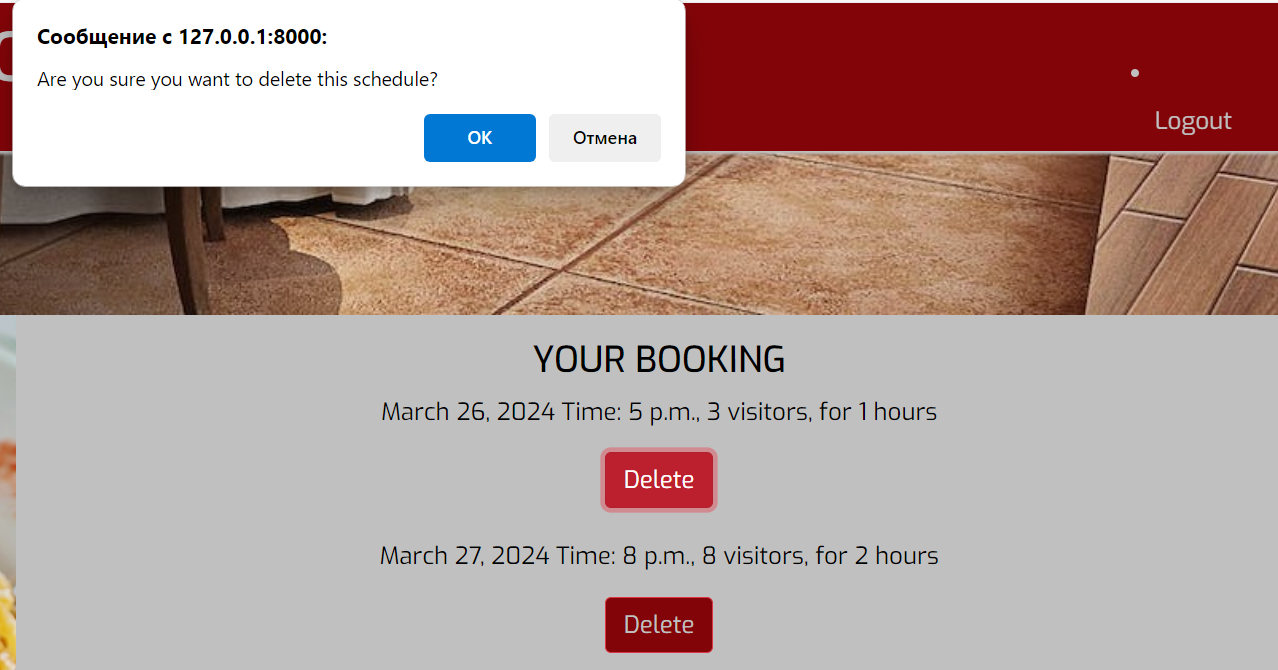 Сообщение с 127.0.0.1:8000:
Are you sure you want to delete this schedule?
OK
Отмена
Logout
YOUR BOOKING
March 26, 2024 Time: 5 p.m., 3 visitors, for 1 hours
Delete
March 27, 2024 Time: 8 p.m., 8 visitors, for 2 hours
Delete